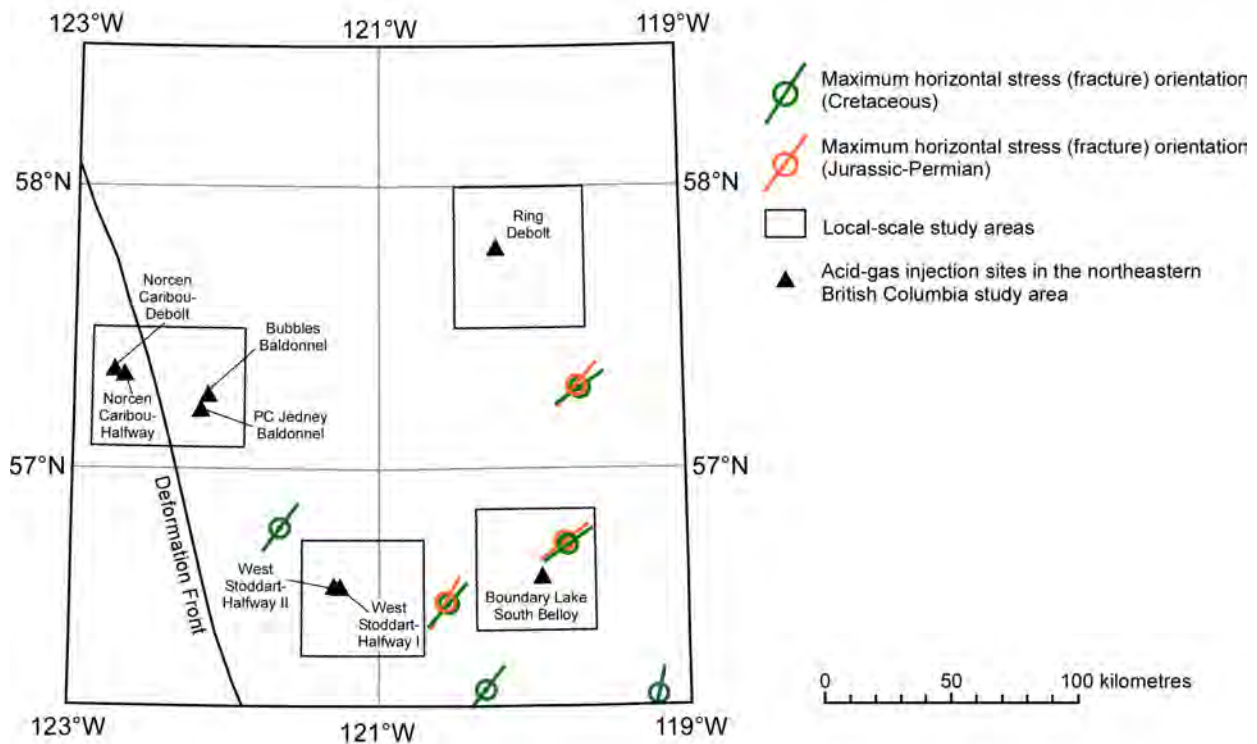 123°W
121°W
119°W
58°N
58°N
Ring
Debolt
Norcen
Caribou-
Debolt
Bubbles
Baldonnel
Norcen
Caribou-
Halfway
PC Jedney
Baldonnel
57°N
57°N
Deformation Front
West
Stoddart-
Halfway II
West
Stoddart-
Halfway I
Boundary Lake
South Belloy
123°W
121°W
119°W
Maximum horizontal stress (fracture) orientation
(Cretaceous)
Maximum horizontal stress (fracture) orientation
(Jurassic-Permian)
Local-scale study areas
Acid-gas injection sites in the northeastern
British Columbia study area
0 50 100 kilometres